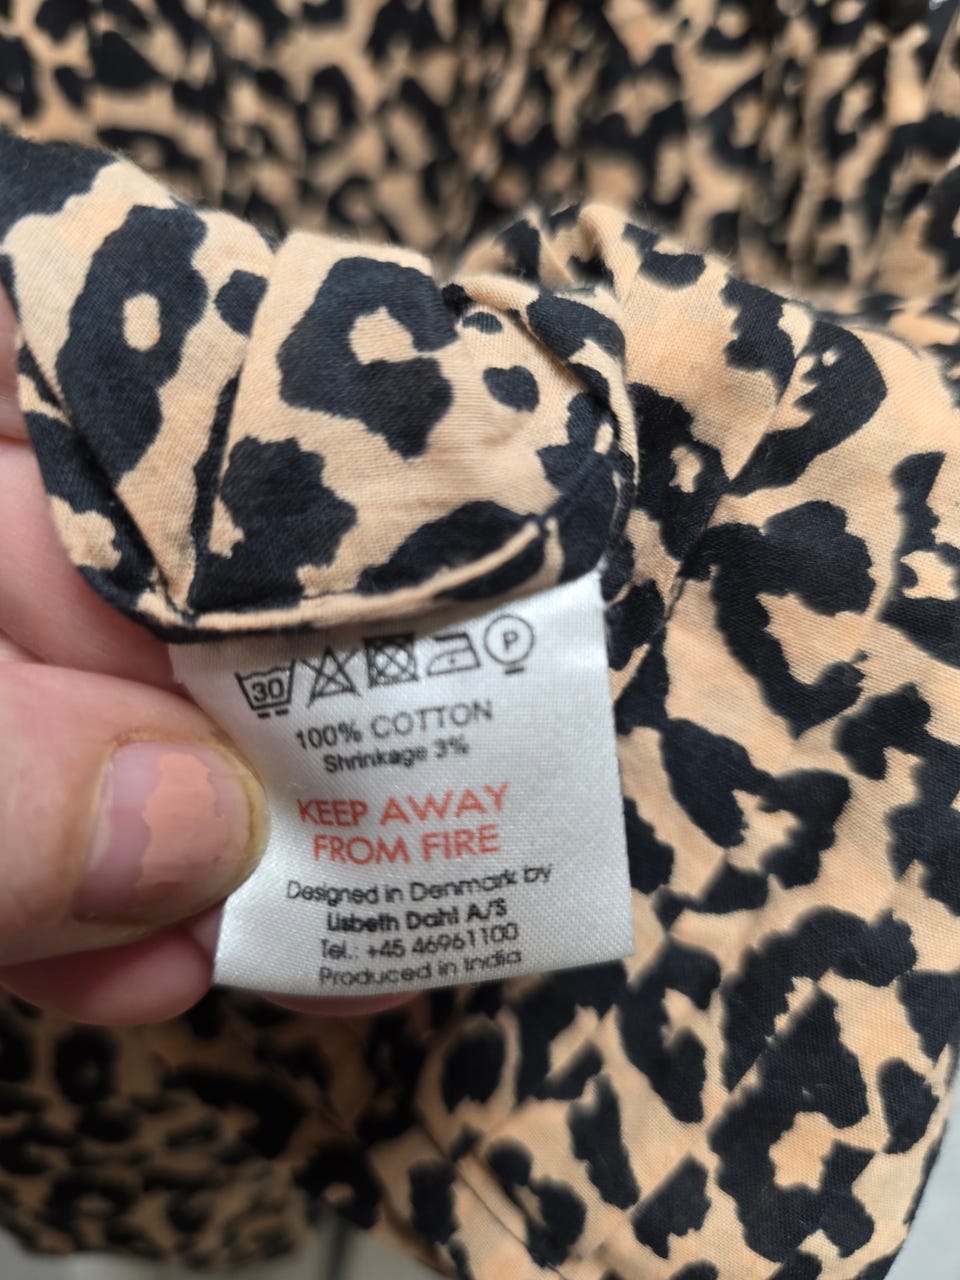 30 P
100% COTTON
Shrinkage 3%
KEEP AWAY
FROM FIRE
Designed in Denmark by
Lisbeth Dahl A/S
Tel.: +45 46961100
Produced in India